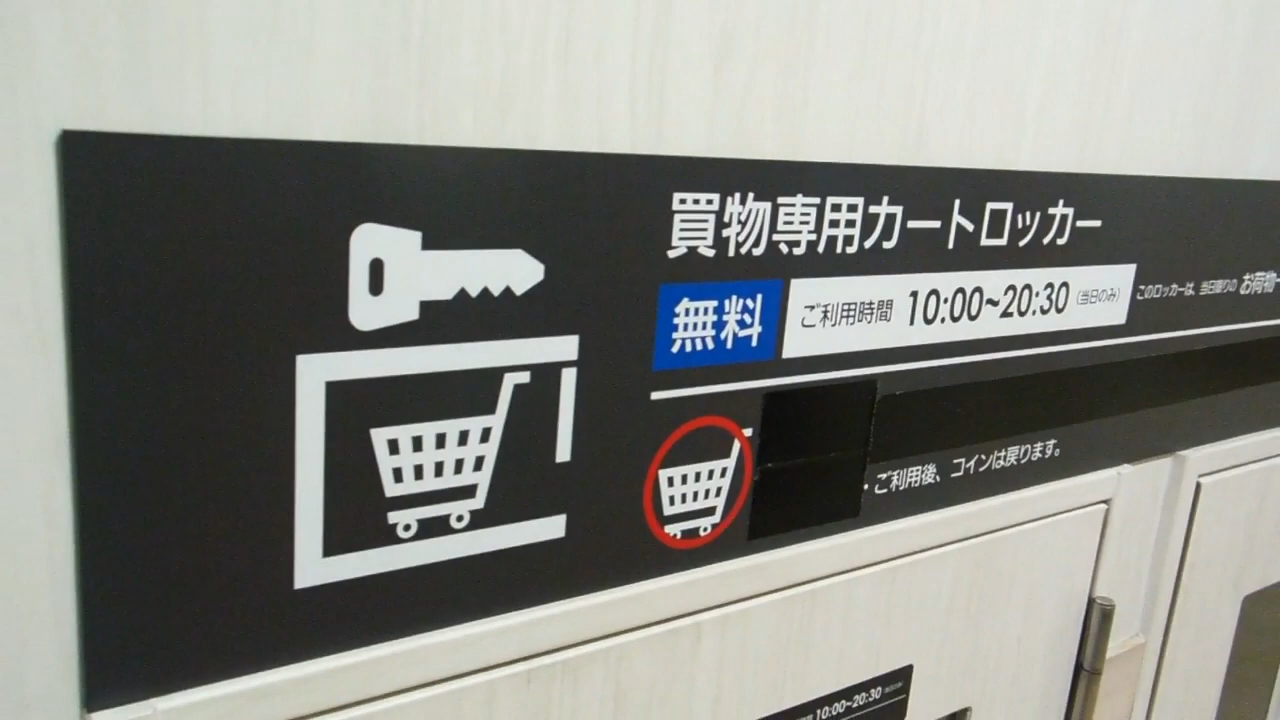 買物専用カートロッカー
無料 ご利用時間 10:00~20:30 (当日のみ) このロッカーは、当日限りの お荷物一
・ご利用後、コインは戻ります。
10:00~20:30